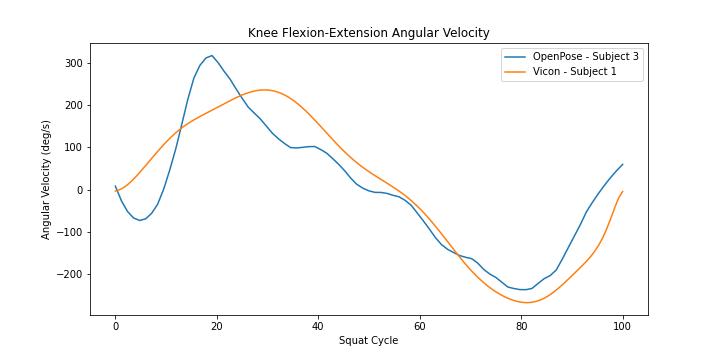 Knee Flexion-Extension Angular Velocity
OpenPose - Subject 3
Vicon - Subject 1
Angular Velocity (deg/s)
300
200
100
0
−100
−200
0
20
40
60
80
100
Squat Cycle